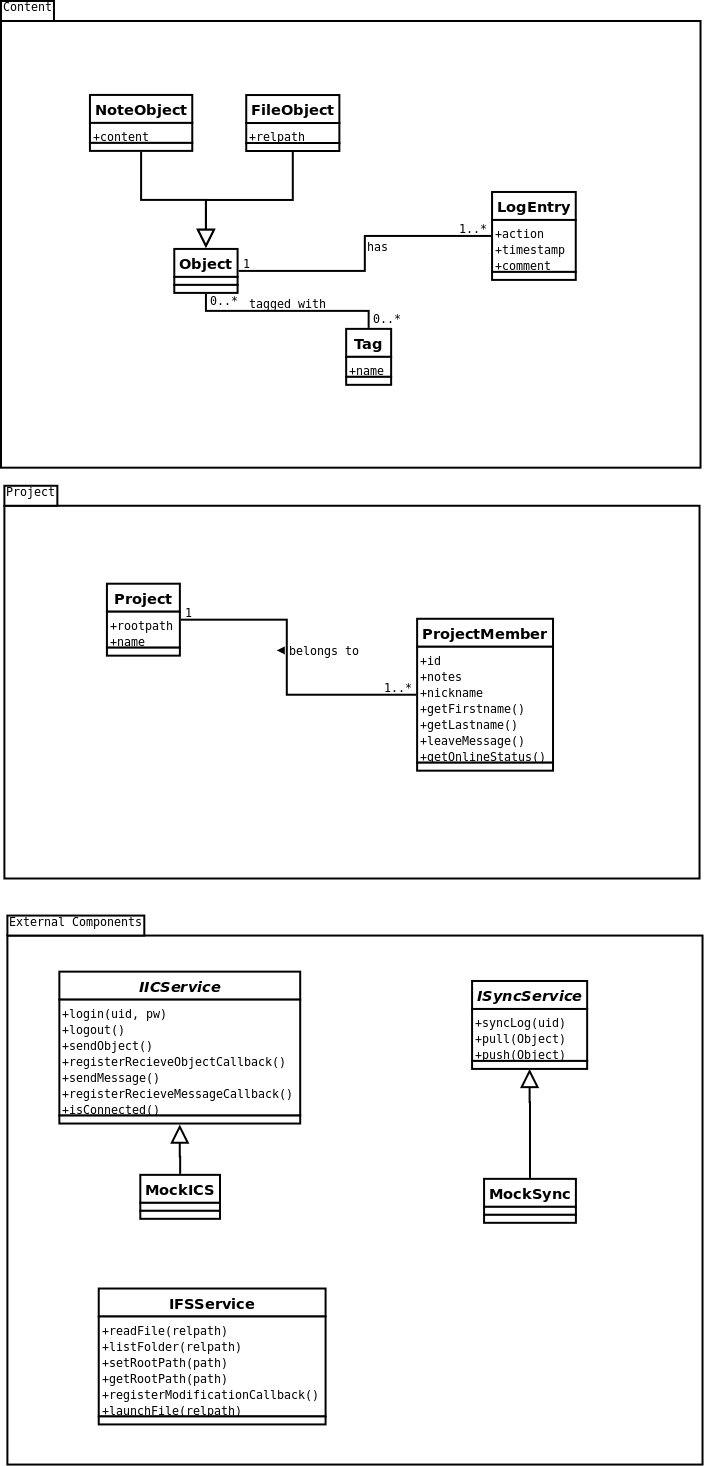 Content
NoteObject
+content
FileObject
+relpath
LogEntry
+action
+timestamp
+comment
1..*
has
Object
1
0..*
tagged with
0..*
Tag
+name
Project
Project
+rootpath
+name
1
belongs to
1..*
ProjectMember
+id
+notes
+nickname
+getFirstname()
+getLastname()
+leaveMessage()
+getOnlineStatus()
External Components
IICService
+login(uid, pw)
+logout()
+sendObject()
+registerRecieveObjectCallback()
+sendMessage()
+registerRecieveMessageCallback()
+isConnected()
ISyncService
+syncLog(uid)
+pull(Object)
+push(Object)
MockICS
MockSync
IFSService
+readFile(relpath)
+listFolder(relpath)
+setRootPath(path)
+getRootPath(path)
+registerModificationCallback()
+launchFile(relpath)